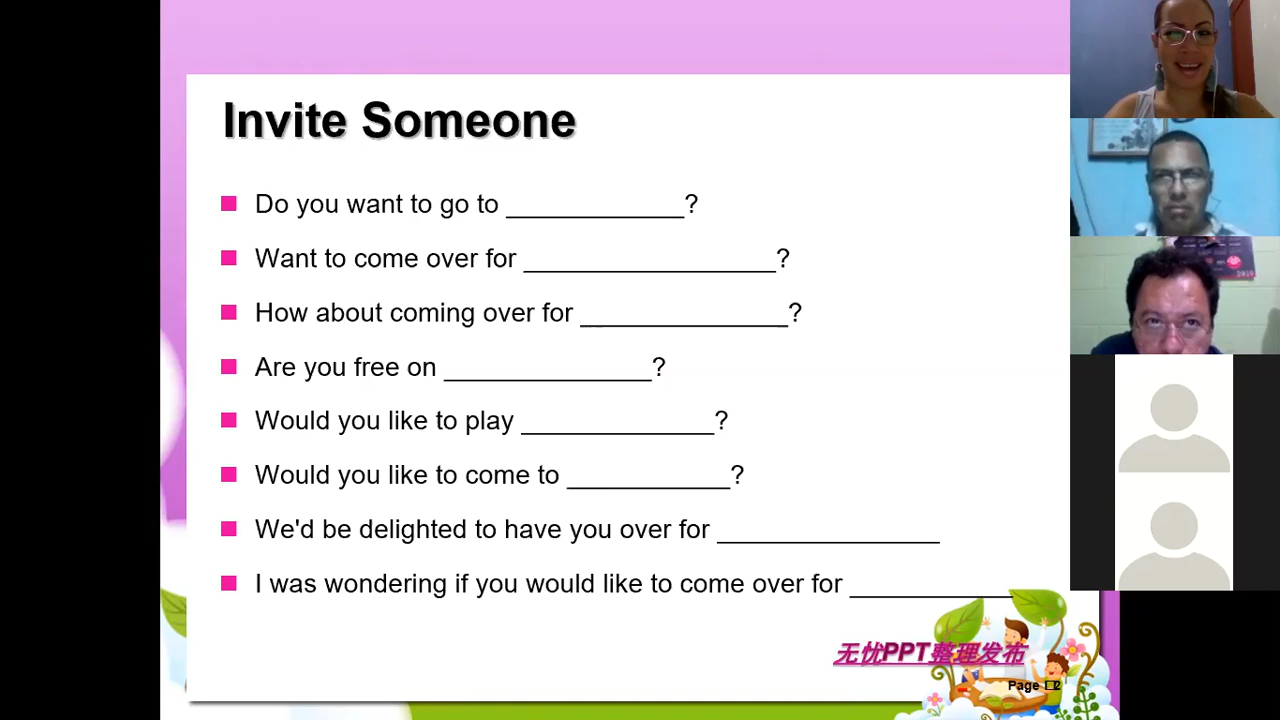 Invite Someone
Do you want to go to _____________?
Want to come over for __________________?
How about coming over for _______________?
Are you free on _______________?
Would you like to play ______________?
Would you like to come to ____________?
We'd be delighted to have you over for ________________
I was wondering if you would like to come over for ____________
无忧PPT整理发布
Page 2
2019